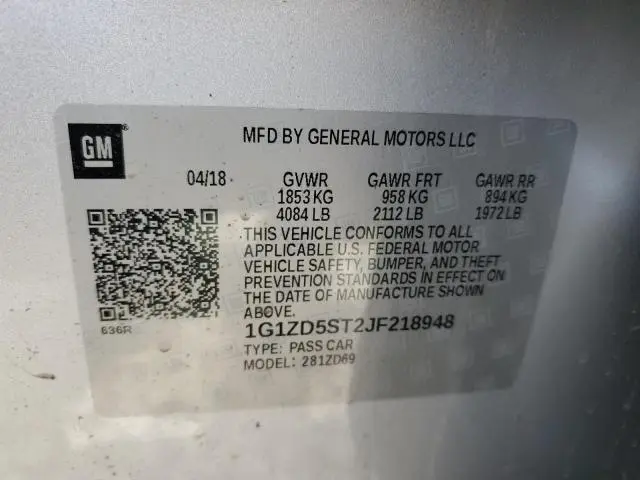 GM
MFD BY GENERAL MOTORS LLC
04/18 GVWR GAWR FRT GAWR RR
1853 KG 958 KG 894 KG
4084 LB 2112 LB 1972 LB
THIS VEHICLE CONFORMS TO ALL
APPLICABLE U.S. FEDERAL MOTOR
VEHICLE SAFETY, BUMPER, AND THEFT
PREVENTION STANDARDS IN EFFECT ON
THE DATE OF MANUFACTURE SHOWN
ABOVE.
636R
1G1ZD5ST2JF218948
TYPE: PASS CAR
MODEL: 281ZD69